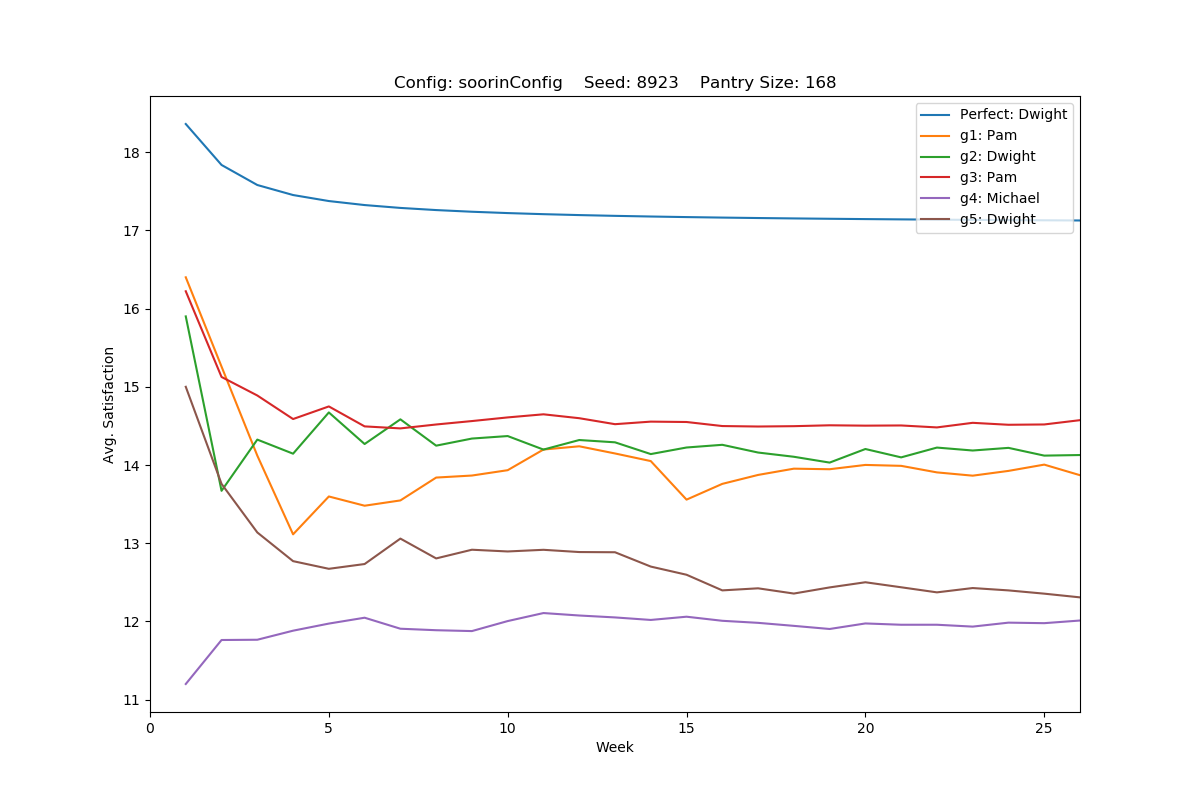 Config: soorinConfig    Seed: 8923    Pantry Size: 168
Perfect: Dwight
g1: Pam
g2: Dwight
g3: Pam
g4: Michael
g5: Dwight
Avg. Satisfaction
18
17
16
15
14
13
12
11
0 5 10 15 20 25
Week